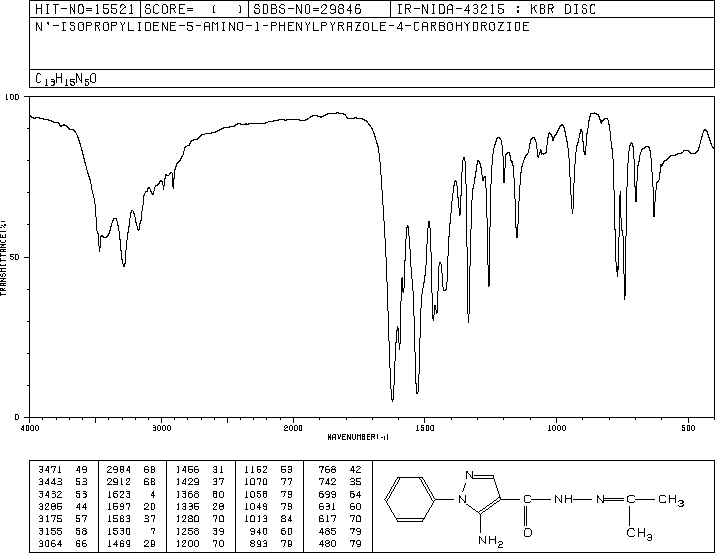 HIT-NO=15521 SCORE= ( ) SDBS-NO=29846 IR-NIDA-43215 : KBR DISC
N'-ISOPROPYLIDENE-5-AMINO-1-PHENYLPYRAZOLE-4-CARBOHYDROZIDE
C13H15N5O
100
50
0
TRANSMITTANCE(%)
4000 3000 2000 1500 1000 500
WAVENUMBER(-1)
3471 49 2984 68 1456 31 1152 53 768 42
3443 53 2912 68 1429 37 1070 77 742 35
3432 53 1623 4 1368 60 1058 79 699 64
3286 44 1597 20 1335 28 1049 79 631 60
3175 57 1583 37 1280 70 1013 84 617 70
3155 58 1530 7 1258 39 940 60 485 79
3064 66 1469 29 1200 70 893 79 480 79
N
N
NH2
C
O
NH
N
C
CH3
CH3